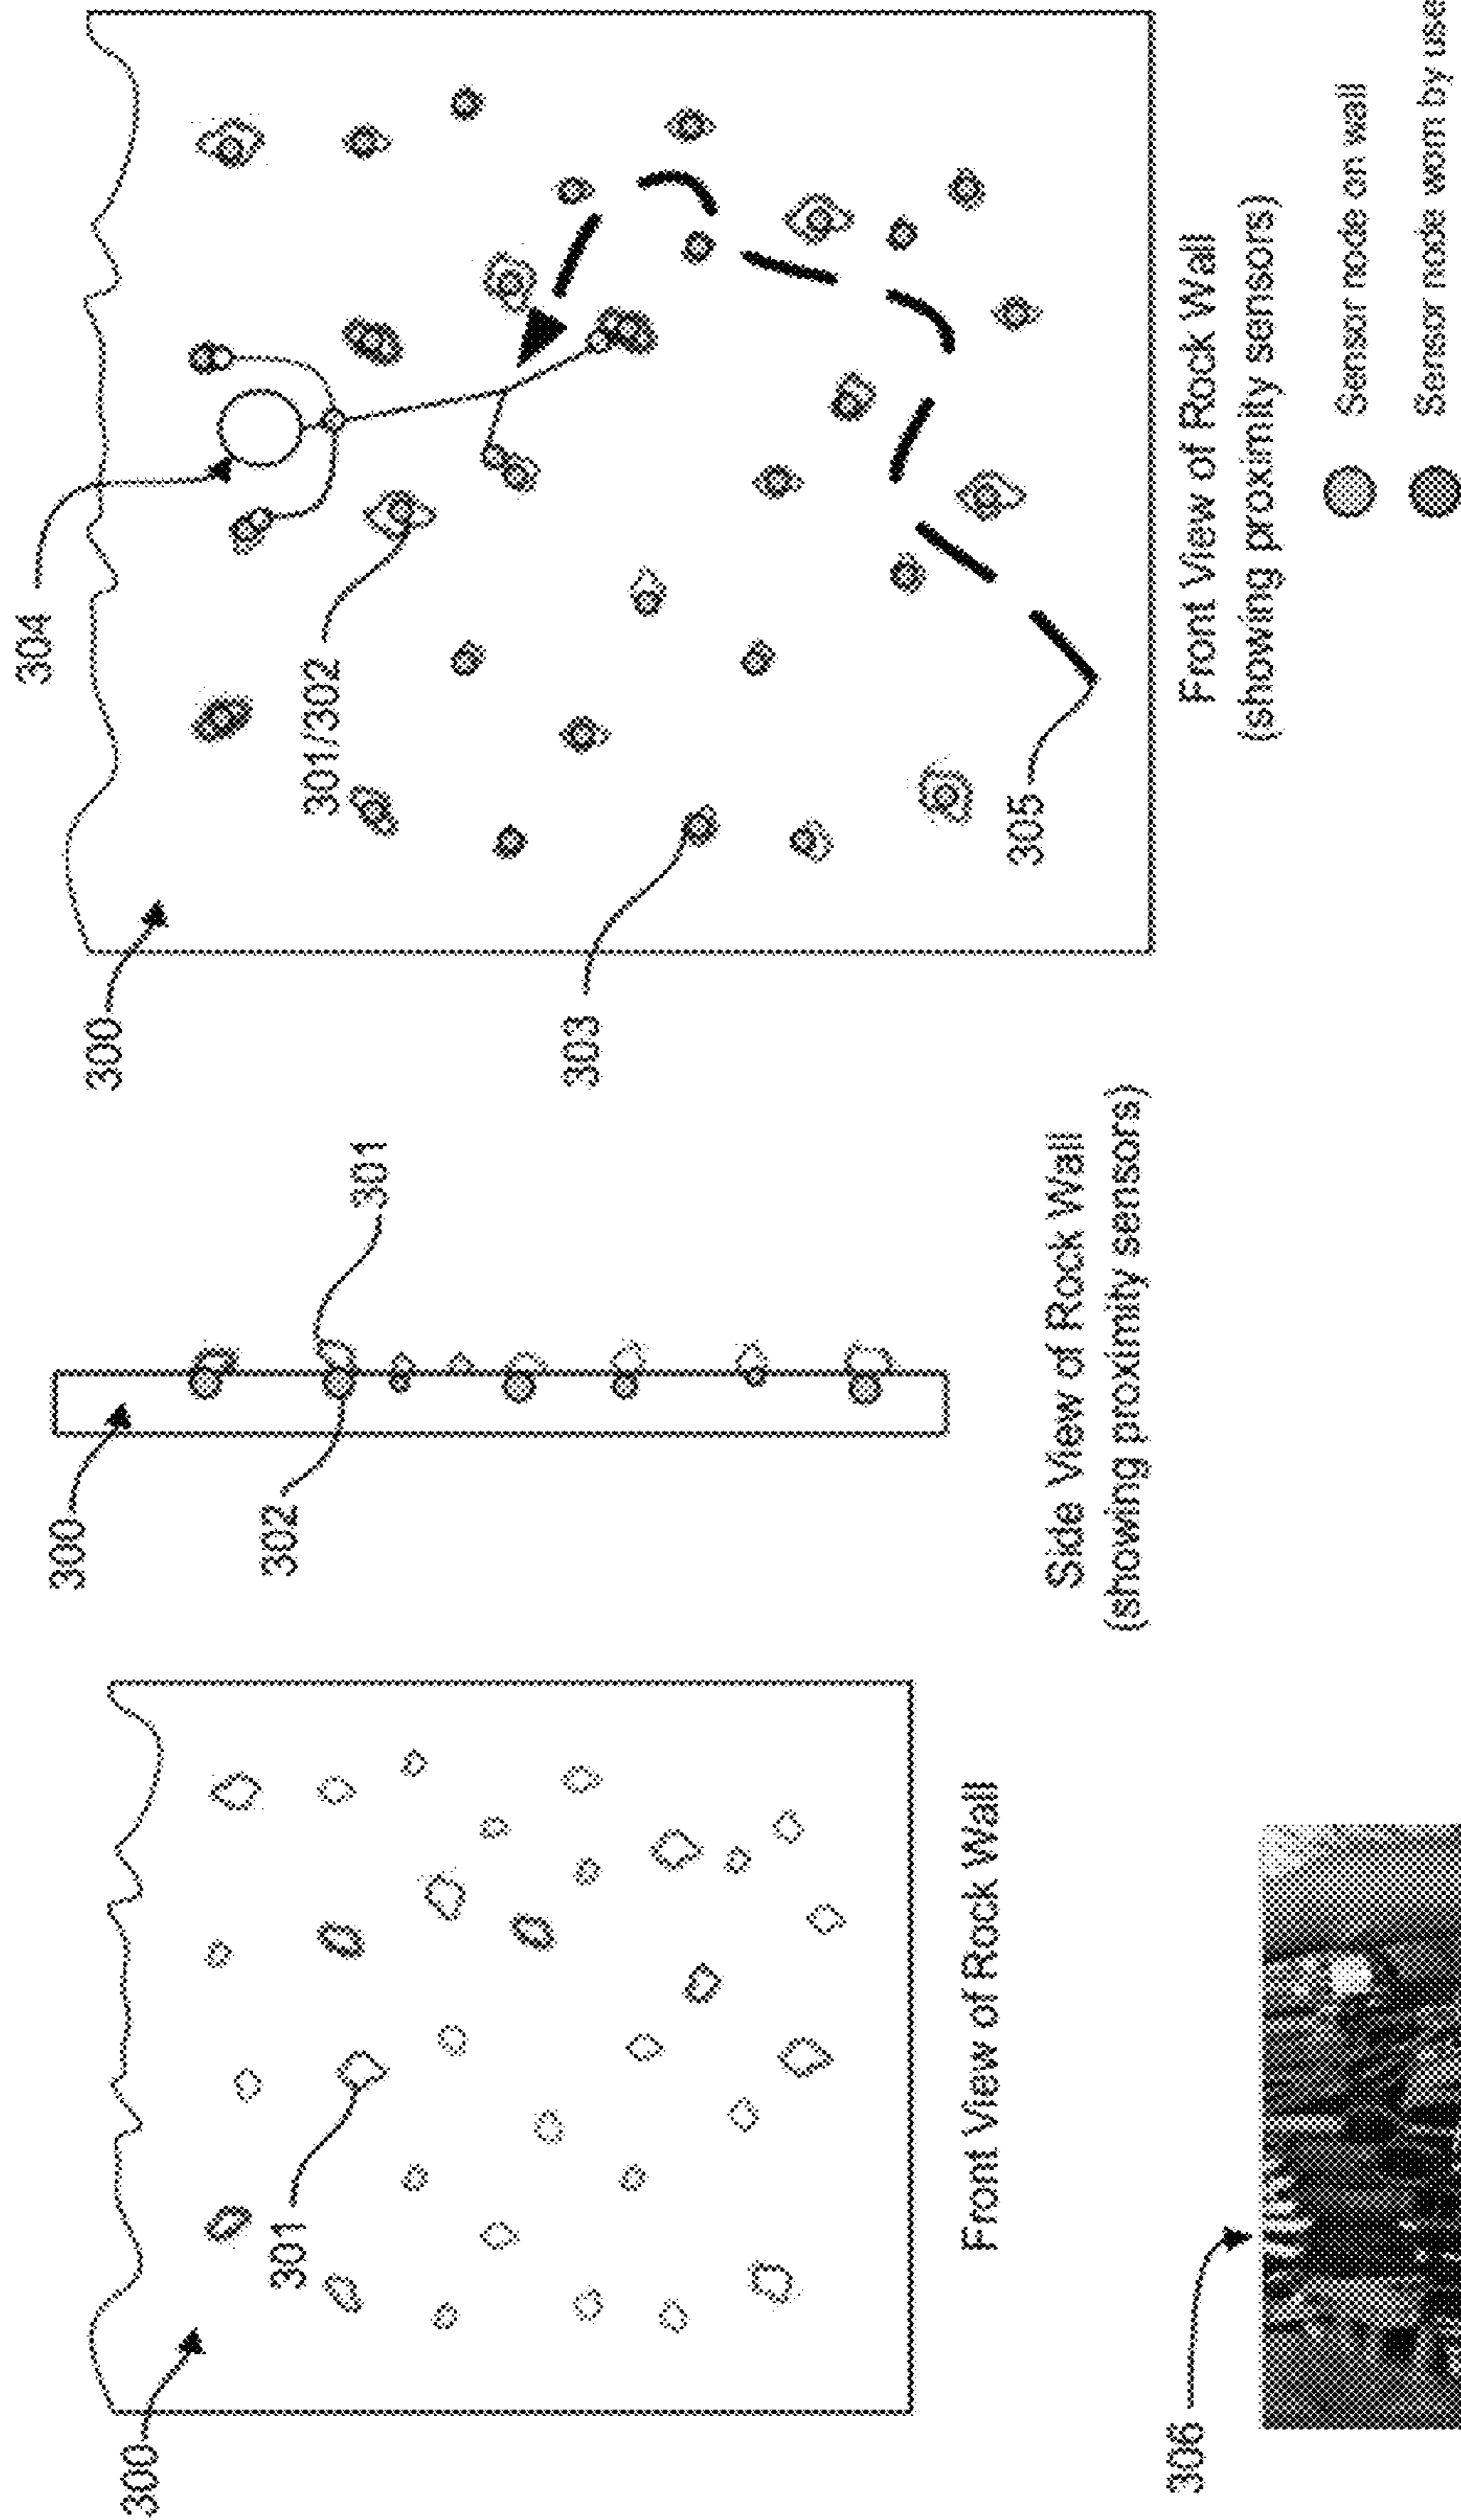 300
301
Front View of Rock Wall
306
300
302
301
Side View of Rock Wall
(showing proximity sensors)
304
300
301/302
303
305
Front View of Rock Wall
(showing proximity sensors)
Sensor node on wall
Sensor node worn by use